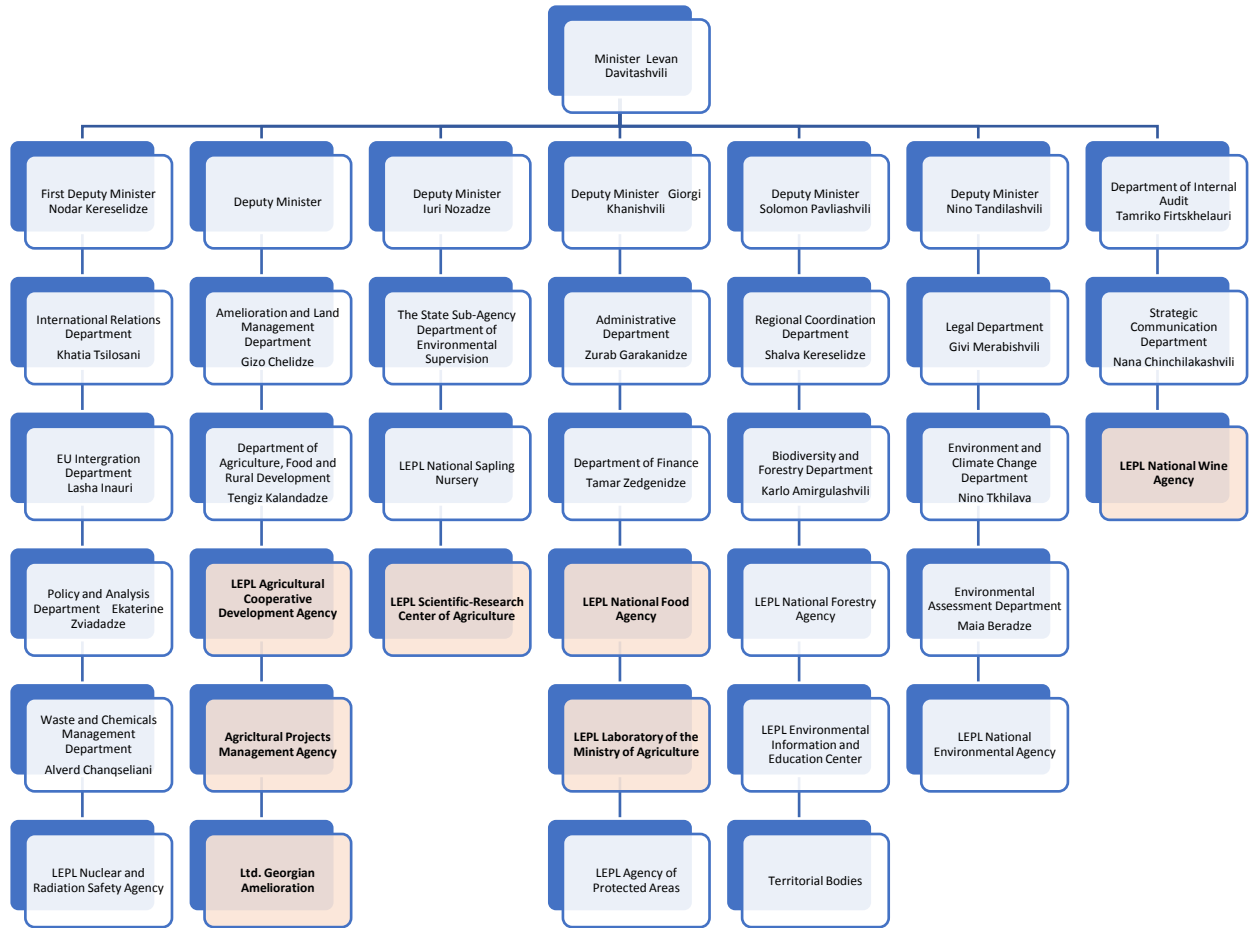 Minister Levan
Davitashvili
First Deputy Minister
Nodar Kereselidze
Deputy Minister
Deputy Minister
Iuri Nozadze
Deputy Minister Giorgi
Khanishvili
Deputy Minister
Solomon Pavliashvili
Deputy Minister
Nino Tandilashvili
Department of Internal
Audit
Tamriko Firtskhelauri
International Relations
Department
Khatia Tsilosani
Amelioration and Land
Management
Department
Gizo Chelidze
The State Sub-Agency
Department of
Environmental
Supervision
Administrative
Department
Zurab Garakanidze
Regional Coordination
Department
Shalva Kereselidze
Legal Department
Givi Merabishvili
Strategic
Communication
Department
Nana Chinchilakashvili
EU Intergration
Department
Lasha Inauri
Department of
Agriculture, Food and
Rural Development
Tengiz Kalandadze
LEPL National Sapling
Nursery
Department of Finance
Tamar Zedgenidze
Biodiversity and
Forestry Department
Karlo Amirgulashvili
Environment and
Climate Change
Department
Nino Tkhilava
LEPL National Wine
Agency
Policy and Analysis
Department Ekaterine
Zviadadze
LEPL Agricultural
Cooperative
Development Agency
LEPL Scientific-Research
Center of Agriculture
LEPL National Food
Agency
LEPL National Forestry
Agency
Environmental
Assessment Department
Maia Beradze
Waste and Chemicals
Management
Department
Alverd Chanqseliani
Agricltural Projects
Management Agency
LEPL Laboratory of the
Ministry of Agriculture
LEPL Environmental
Information and
Education Center
LEPL National
Environmental Agency
LEPL Nuclear and
Radiation Safety Agency
Ltd. Georgian
Amelioration
LEPL Agency of
Protected Areas
Territorial Bodies